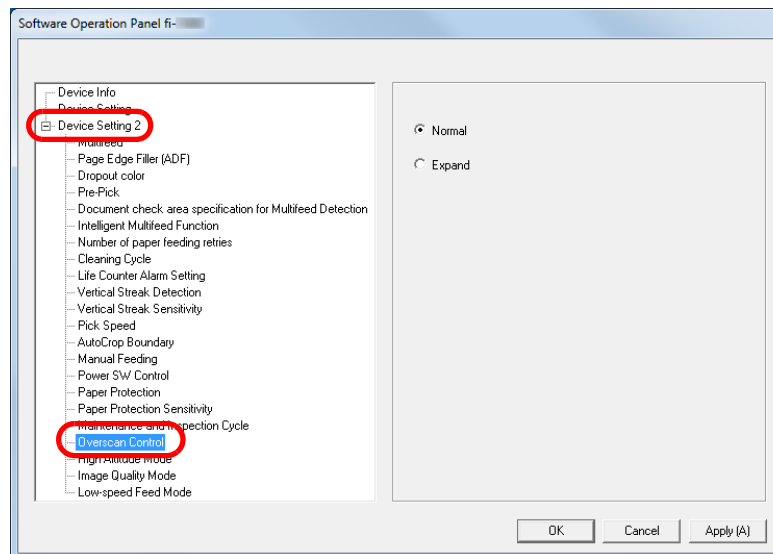 Software Operation Panel fi-
Device Info
Device Setting
Device Setting 2
Multifeed
Page Edge Filler (ADF)
Dropout color
Pre-Pick
Document check area specification for Multifeed Detection
Intelligent Multifeed Function
Number of paper feeding retries
Cleaning Cycle
Life Counter Alarm Setting
Vertical Streak Detection
Vertical Streak Sensitivity
Pick Speed
AutoCrop Boundary
Manual Feeding
Power SW Control
Paper Protection
Paper Protection Sensitivity
Maintenance and Inspection Cycle
Overscan Control
High Altitude Mode
Image Quality Mode
Low-speed Feed Mode
Normal
Expand
OK
Cancel
Apply (A)